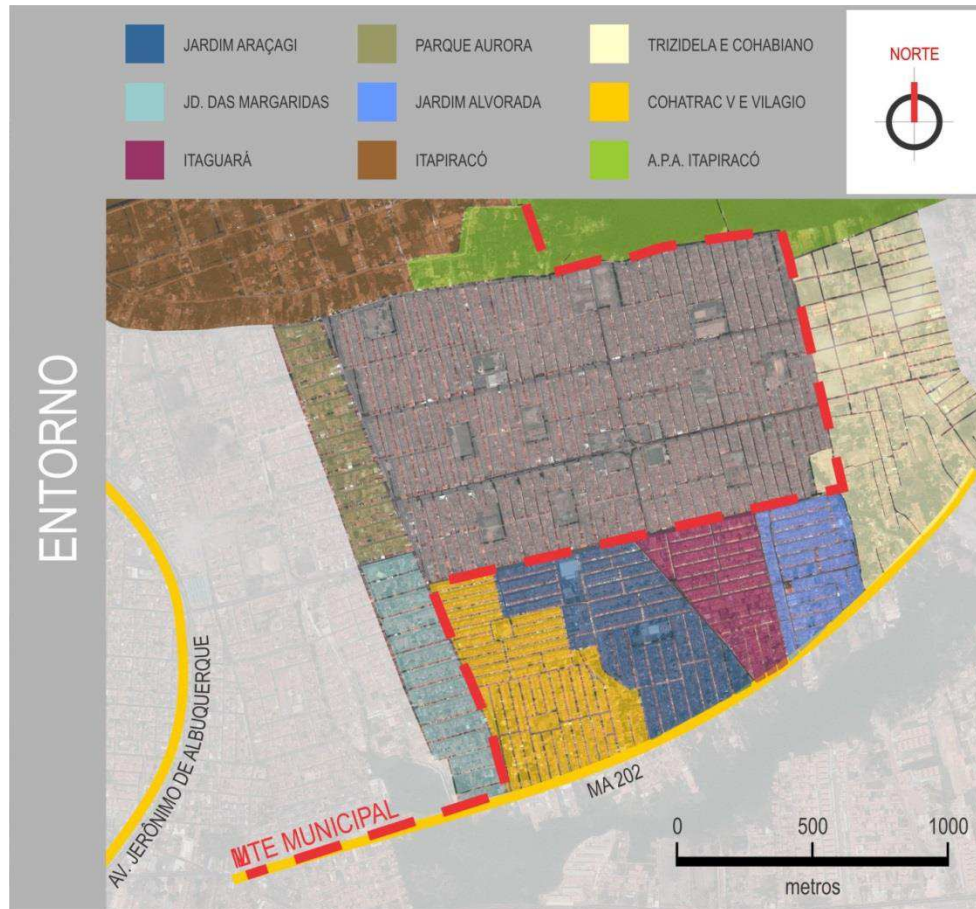 JARDIM ARAÇAGI
PARQUE AURORA
TRIZIDELA E COHABIANO
NORTE
JD. DAS MARGARIDAS
JARDIM ALVORADA
COHATRAC V E VILAGIO
ITAGUARÁ
ITAPIRACÓ
A.P.A. ITAPIRACÓ
ENTORNO
AV. JERÔNIMO DE ALBUQUERQUE
MA 202
MUNICIPAL
0 500 1000
metros